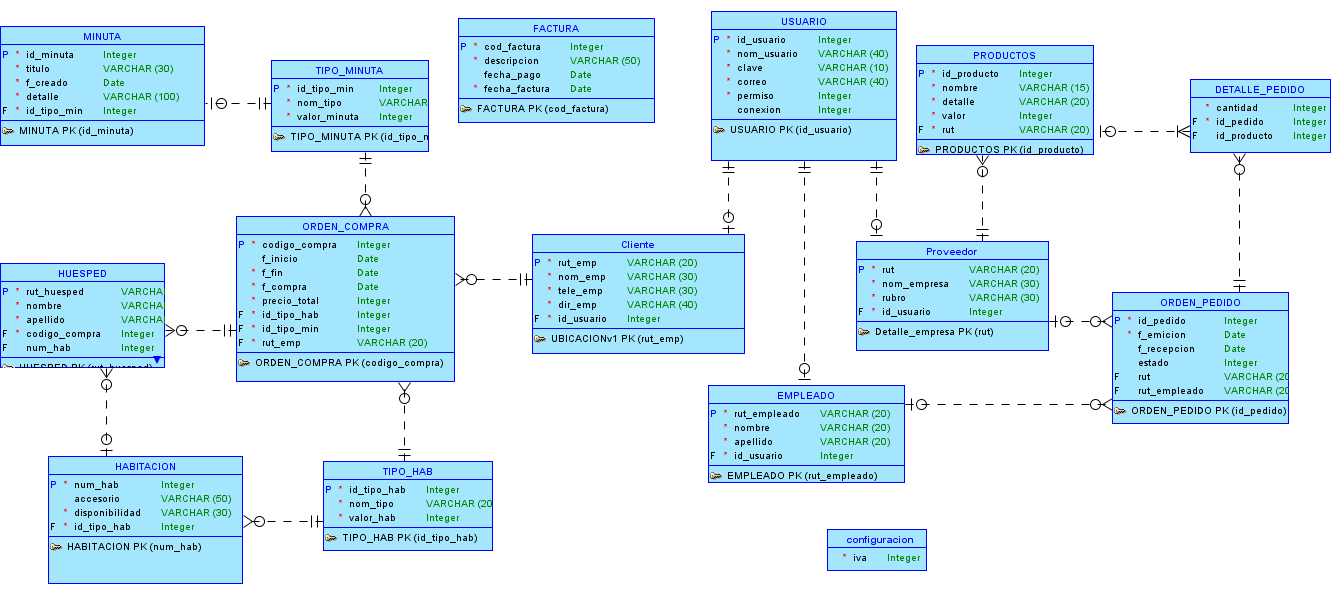 MINUTA
P * id_minuta Integer
* titulo VARCHAR (30)
* f_creado Date
* detalle VARCHAR (100)
F * id_tipo_min Integer
MINUTA PK (id_minuta)
TIPO_MINUTA
P * id_tipo_min Integer
* nom_tipo VARCHAR
* valor_minuta Integer
TIPO_MINUTA PK (id_tipo_m
FACTURA
P * cod_factura Integer
* descripcion VARCHAR (50)
fecha_pago Date
fecha_factura Date
FACTURA PK (cod_factura)
USUARIO
P * id_usuario Integer
* nom_usuario VARCHAR (40)
* clave VARCHAR (10)
* correo VARCHAR (40)
* permiso Integer
conexion Integer
USUARIO PK (id_usuario)
PRODUCTOS
P * id_producto Integer
* nombre VARCHAR (15)
* detalle VARCHAR (20)
* valor Integer
F * rut VARCHAR (20)
PRODUCTOS PK (id_producto)
DETALLE_PEDIDO
* cantidad Integer
F * id_pedido Integer
F id_producto Integer
HUESPED
P * rut_huesped VARCHA
* nombre VARCHA
* apellido VARCHA
F * codigo_compra Integer
F num_hab Integer
HUESPED PK (rut_huesped)
ORDEN_COMPRA
P * codigo_compra Integer
f_inicio Date
* f_fin Date
* f_compra Date
* precio_total Integer
F * id_tipo_hab Integer
F * id_tipo_min Integer
F * rut_emp VARCHAR (20)
ORDEN_COMPRA PK (codigo_compra)
Cliente
P * rut_emp VARCHAR (20)
* nom_emp VARCHAR (30)
* tele_emp VARCHAR (30)
* dir_emp VARCHAR (40)
F * id_usuario Integer
UBICACIONv1 PK (rut_emp)
Proveedor
P * rut VARCHAR (20)
* nom_empresa VARCHAR (30)
* rubro VARCHAR (30)
F * id_usuario Integer
Detalle_empresa PK (rut)
ORDEN_PEDIDO
P * id_pedido Integer
* f_emicion Date
f_recepcion Date
estado Integer
F rut VARCHAR (20
F rut_empleado VARCHAR (20
ORDEN_PEDIDO PK (id_pedido)
EMPLEADO
P * rut_empleado VARCHAR (20)
* nombre VARCHAR (20)
* apellido VARCHAR (20)
F * id_usuario Integer
EMPLEADO PK (rut_empleado)
HABITACION
P * num_hab Integer
accesorio VARCHAR (50)
* disponibilidad VARCHAR (30)
F * id_tipo_hab Integer
HABITACION PK (num_hab)
TIPO_HAB
P * id_tipo_hab Integer
* nom_tipo VARCHAR (20
* valor_hab Integer
TIPO_HAB PK (id_tipo_hab)
configuracion
* iva Integer